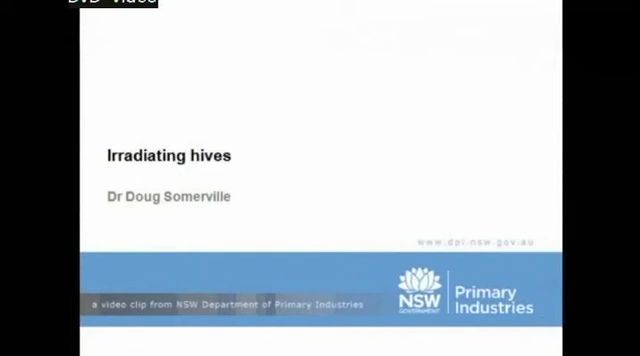 DVD Video
Irradiating hives
Dr Doug Somerville
www.dpi.nsw.gov.au
a video clip from NSW Department of Primary Industries
NSW
GOVERNMENT
Primary
Industries